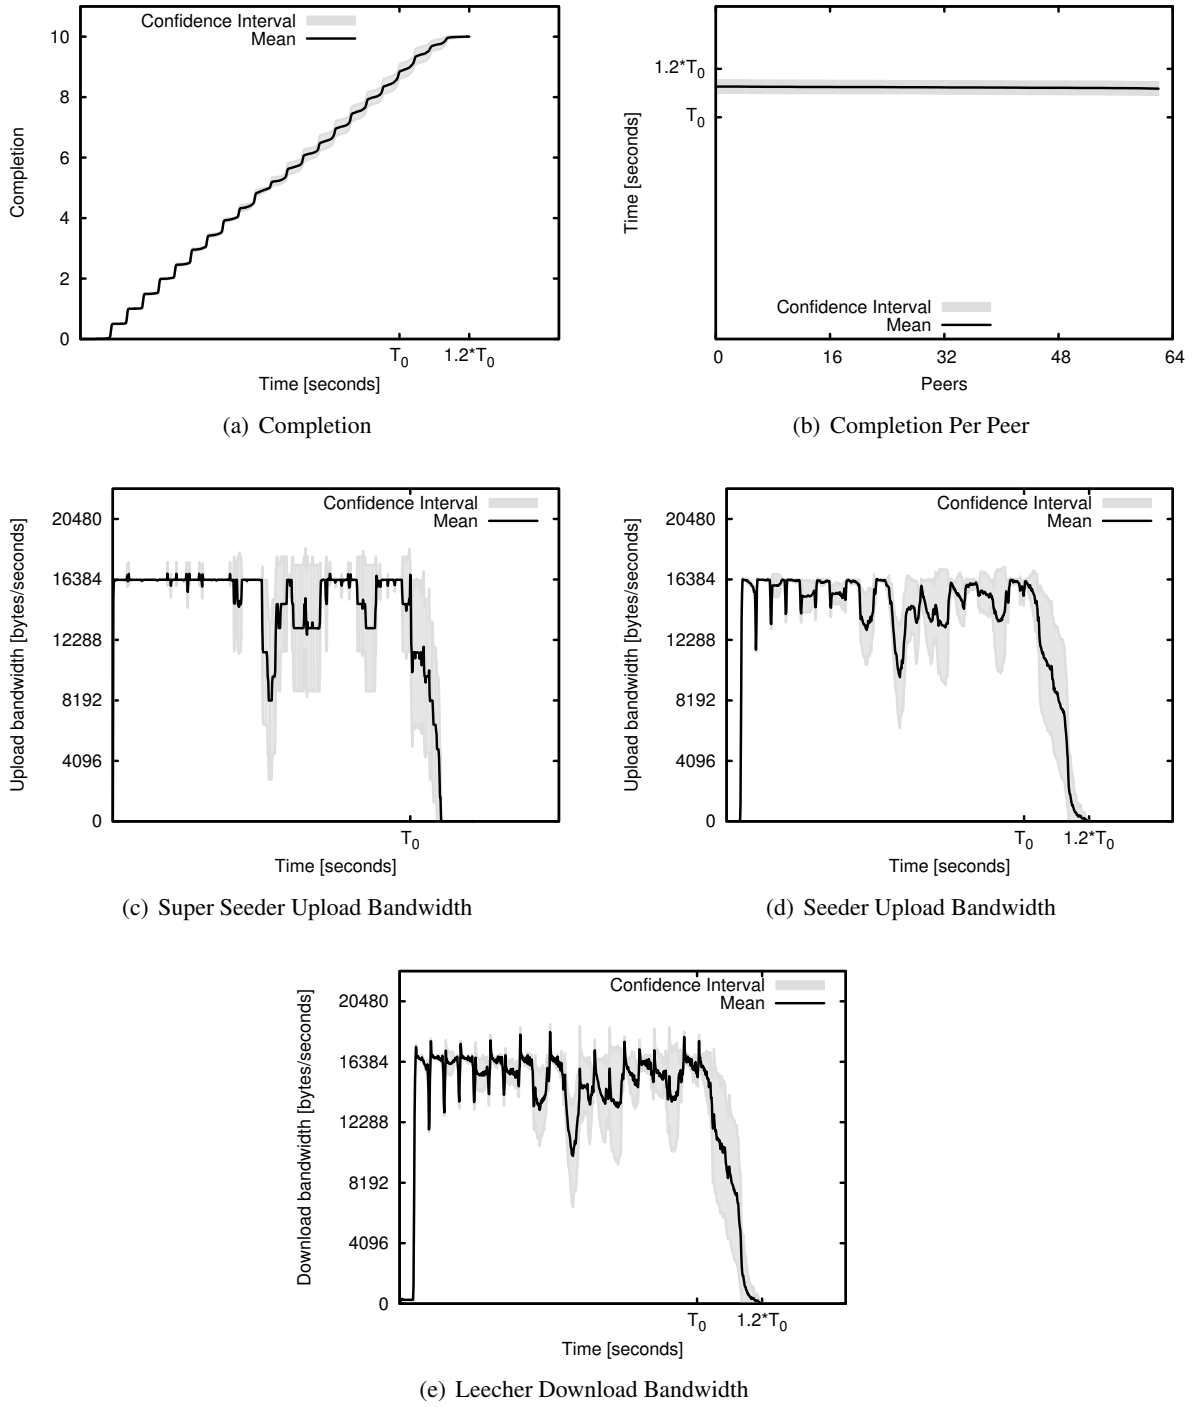 Confidence Interval
Mean
10
8
6
4
2
0
Completion
T0
1.2*T0
Time [seconds]
(a) Completion
1.2*T0
T0
Time [seconds]
Confidence Interval
Mean
0
16
32
48
64
Peers
(b) Completion Per Peer
Confidence Interval
Mean
20480
16384
12288
8192
4096
0
Upload bandwidth [bytes/seconds]
T0
Time [seconds]
(c) Super Seeder Upload Bandwidth
Confidence Interval
Mean
20480
16384
12288
8192
4096
0
Upload bandwidth [bytes/seconds]
T0
1.2*T0
Time [seconds]
(d) Seeder Upload Bandwidth
Confidence Interval
Mean
20480
16384
12288
8192
4096
0
Download bandwidth [bytes/seconds]
T0
1.2*T0
Time [seconds]
(e) Leecher Download Bandwidth